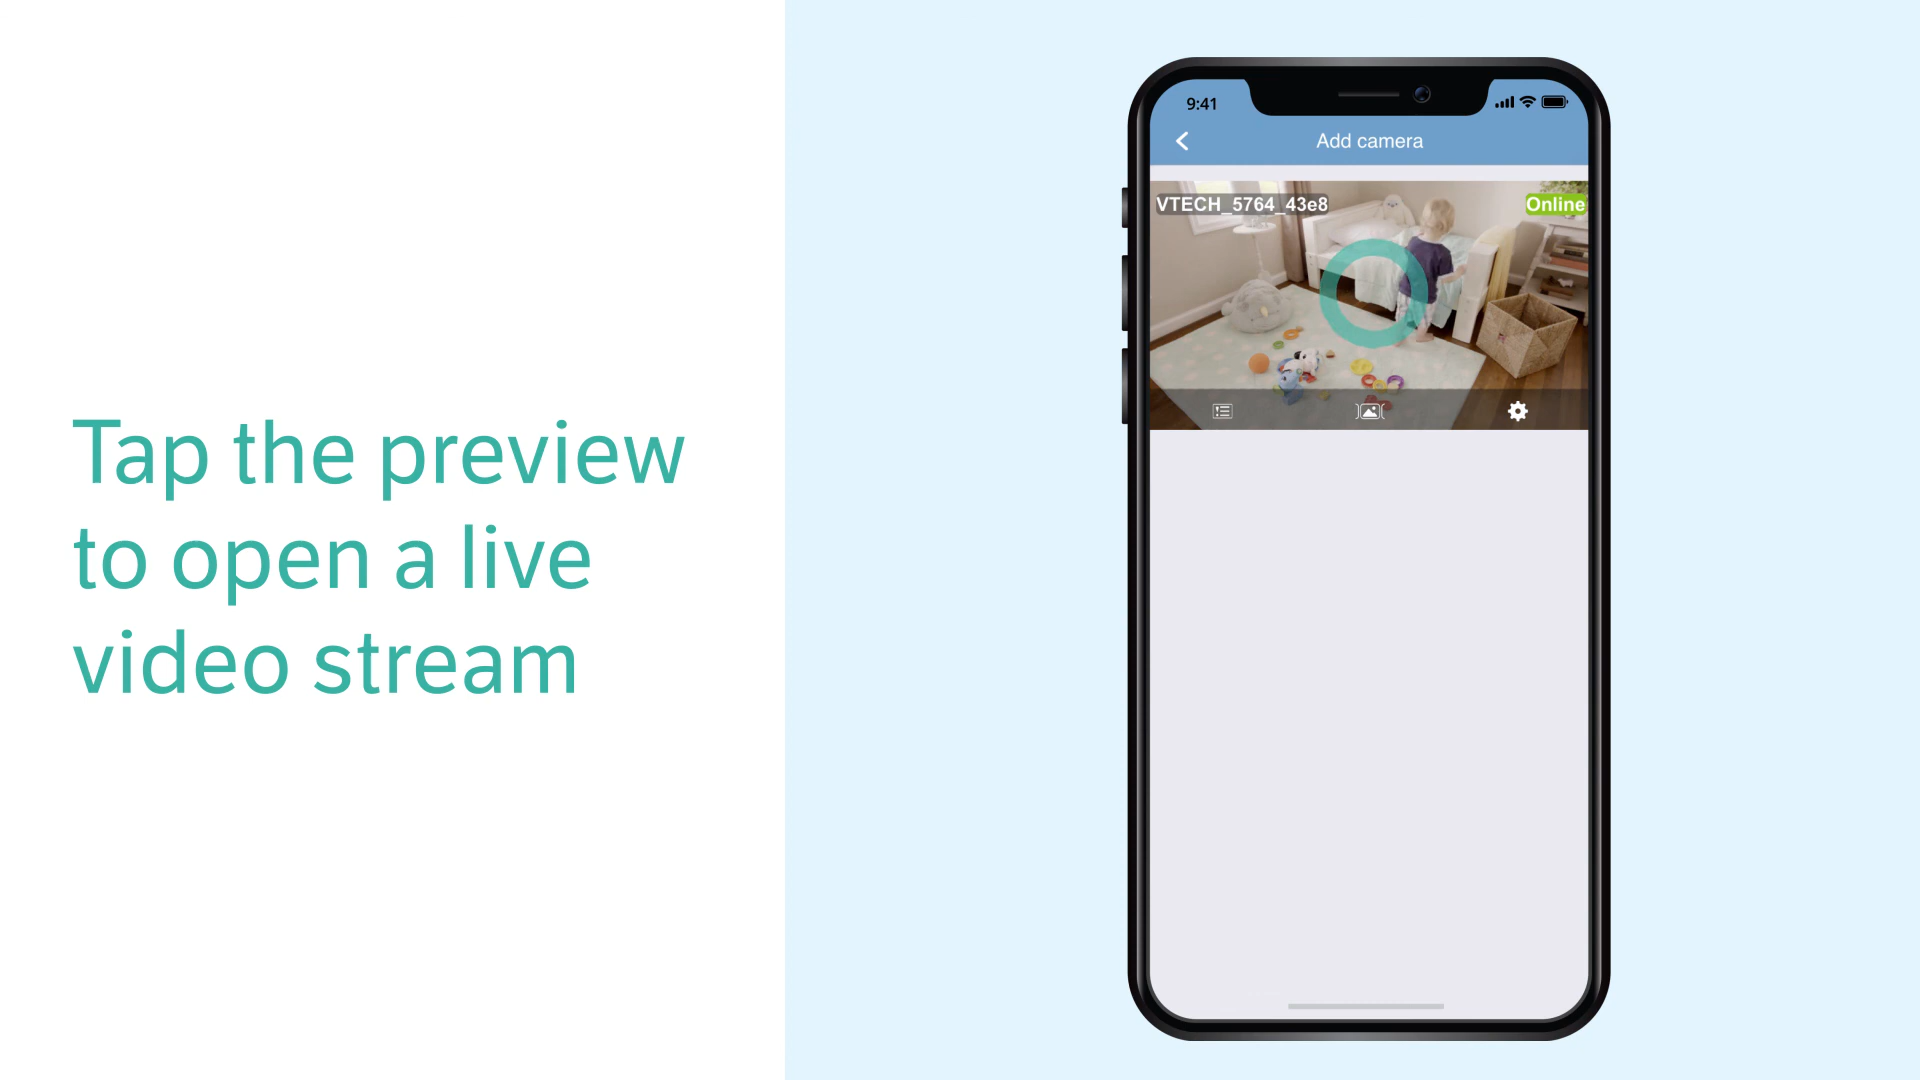 Tap the preview
to open a live
video stream
9:41
Add camera
VTECH_5764_43e8
Online